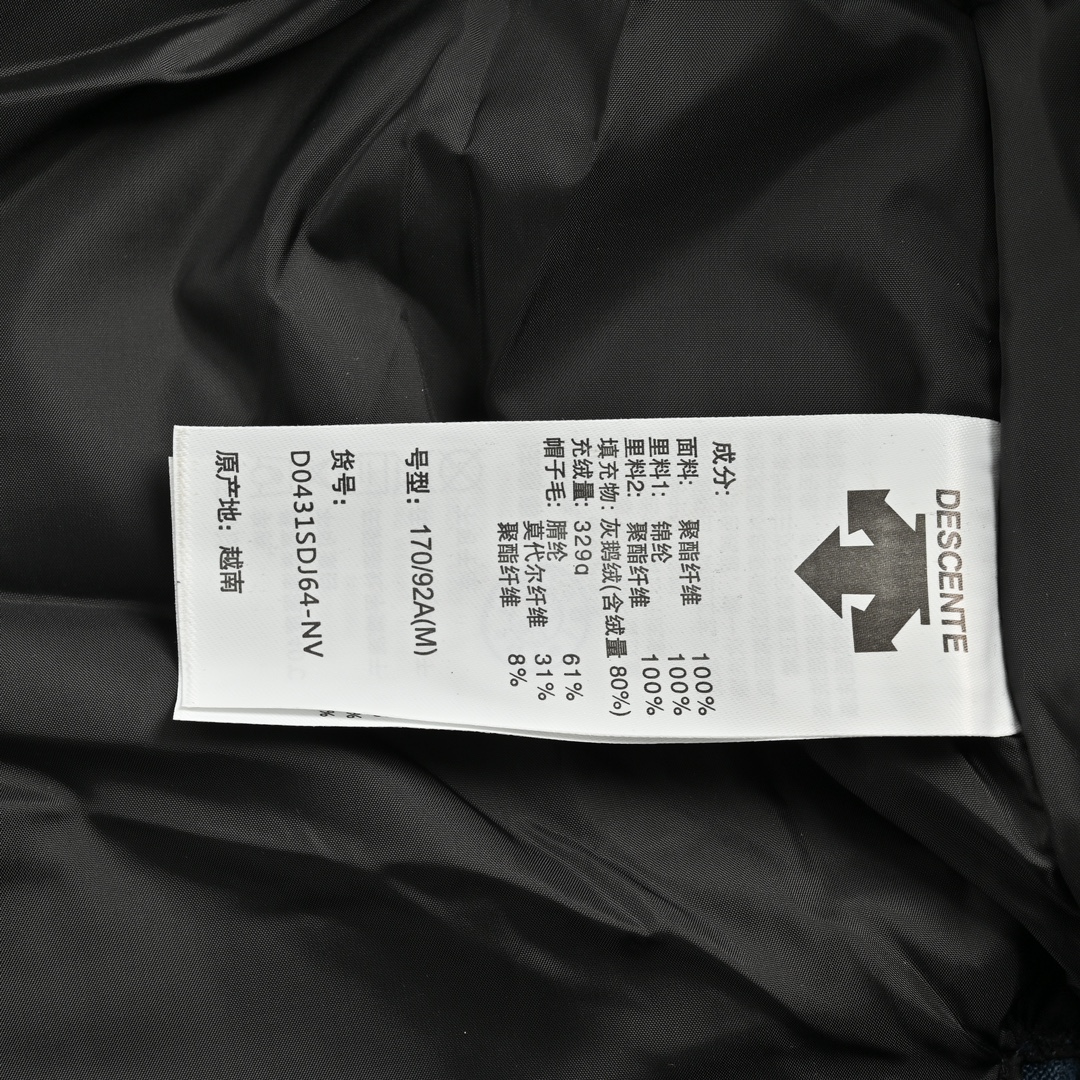 DESCENTE
成分:
面料: 聚酯纤维 100%
里料1: 锦纶 100%
里料2: 聚酯纤维 100%
填充物: 灰鹅绒(含绒量 80%)
充绒量: 329g
帽子毛: 腈纶 61%
莫代尔纤维 31%
聚酯纤维 8%
号型: 170/92A(M)
货号:
D0431SDJ64-NV
原产地: 越南